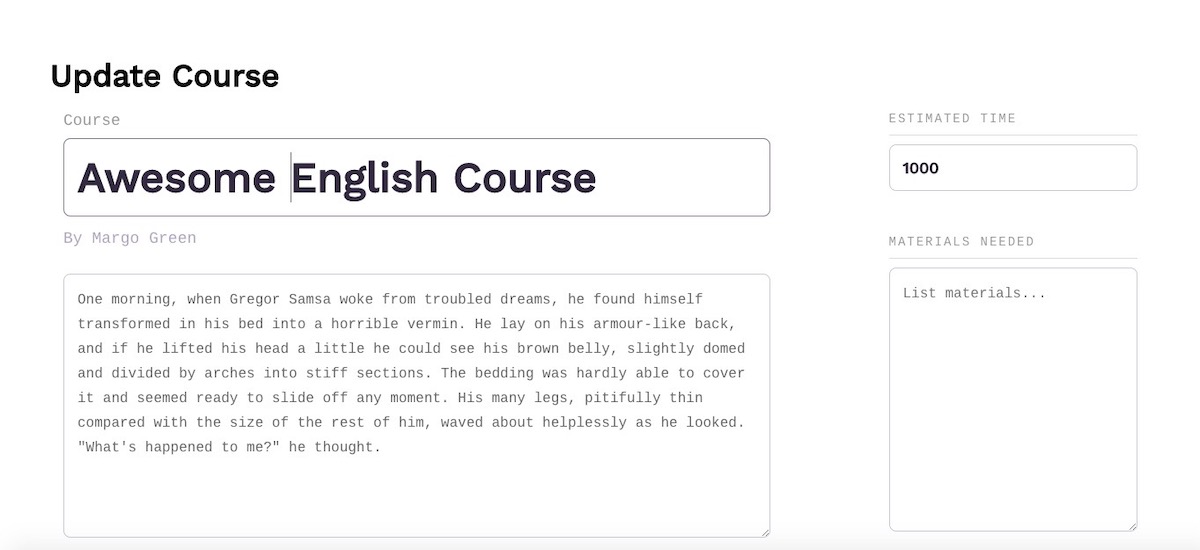 Update Course
Course
Awesome English Course
By Margo Green
One morning, when Gregor Samsa woke from troubled dreams, he found himself
transformed in his bed into a horrible vermin. He lay on his armour-like back,
and if he lifted his head a little he could see his brown belly, slightly domed
and divided by arches into stiff sections. The bedding was hardly able to cover
it and seemed ready to slide off any moment. His many legs, pitifully thin
compared with the size of the rest of him, waved about helplessly as he looked.
"What's happened to me?" he thought.
ESTIMATED TIME
1000
MATERIALS NEEDED
List materials...